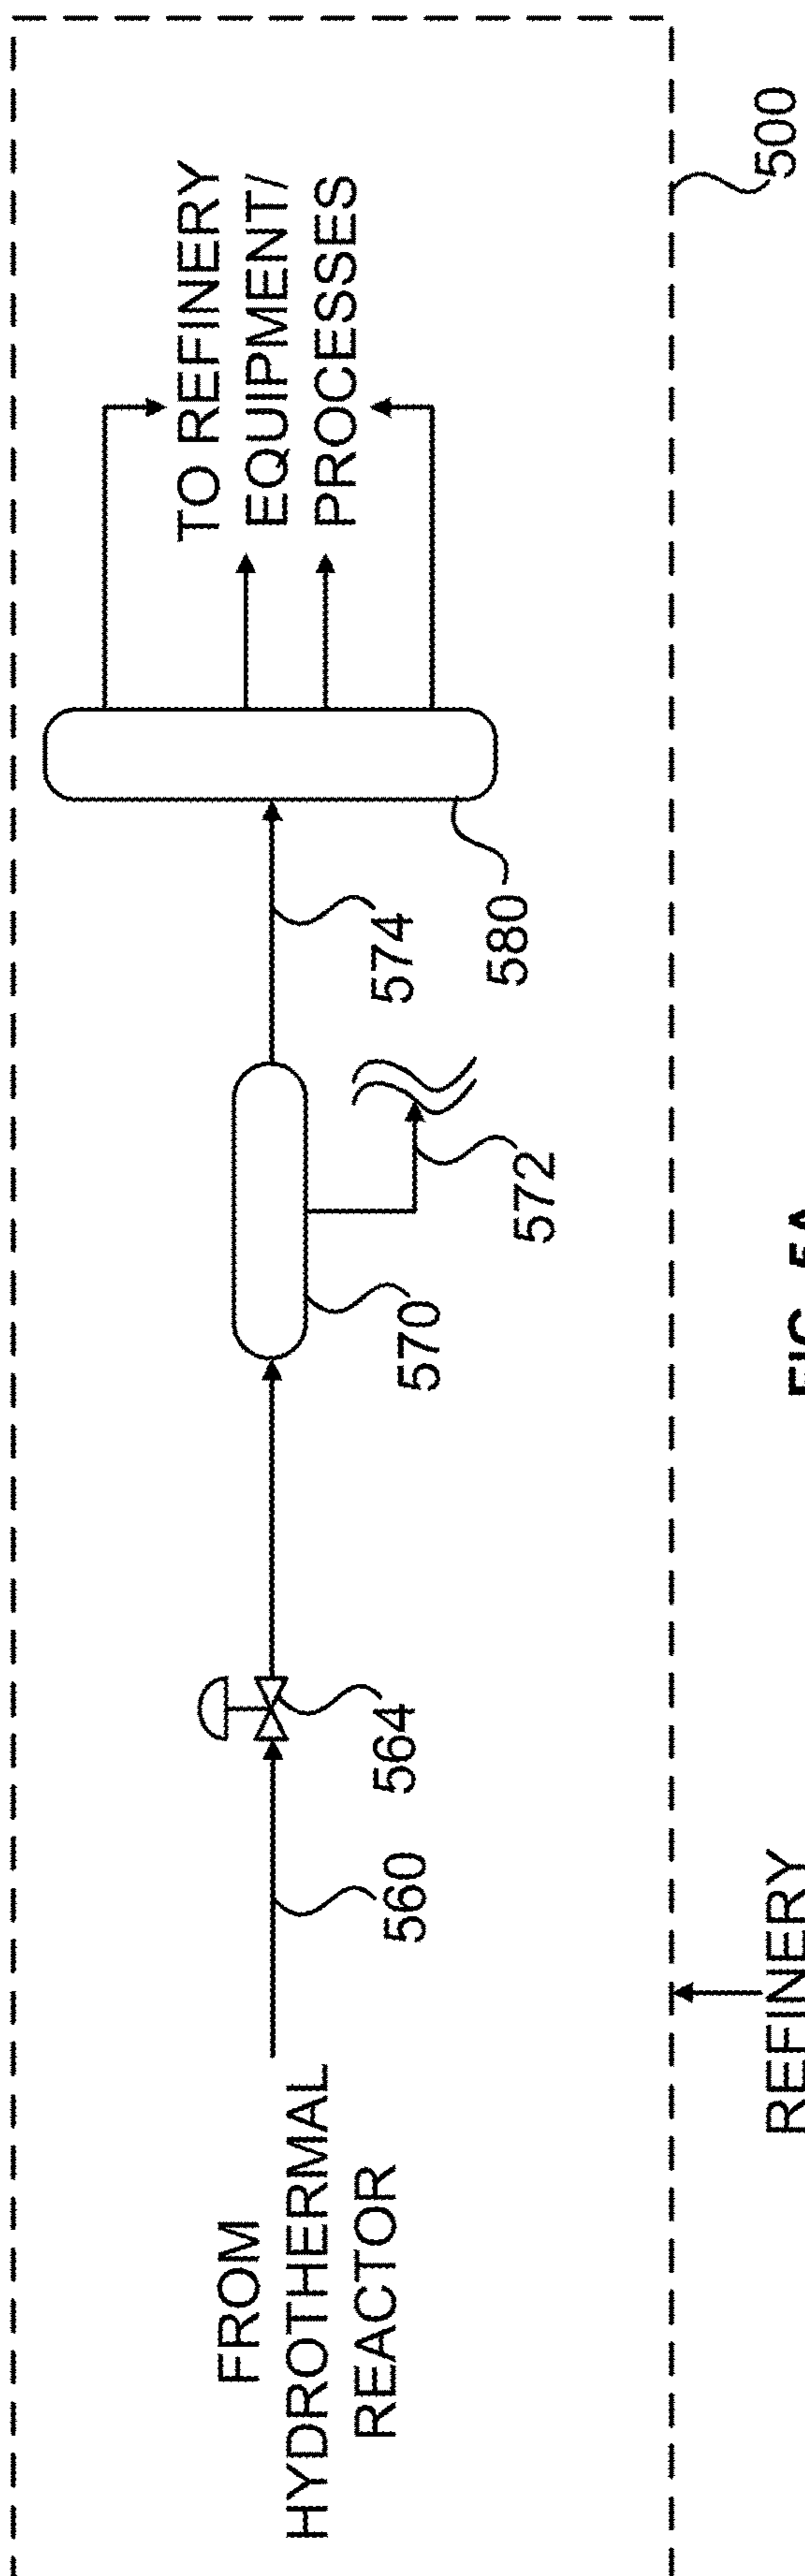 FROM
HYDROTHERMAL
REACTOR
560
564
570
572
574
580
TO REFINERY
EQUIPMENT/
PROCESSES
REFINERY
500